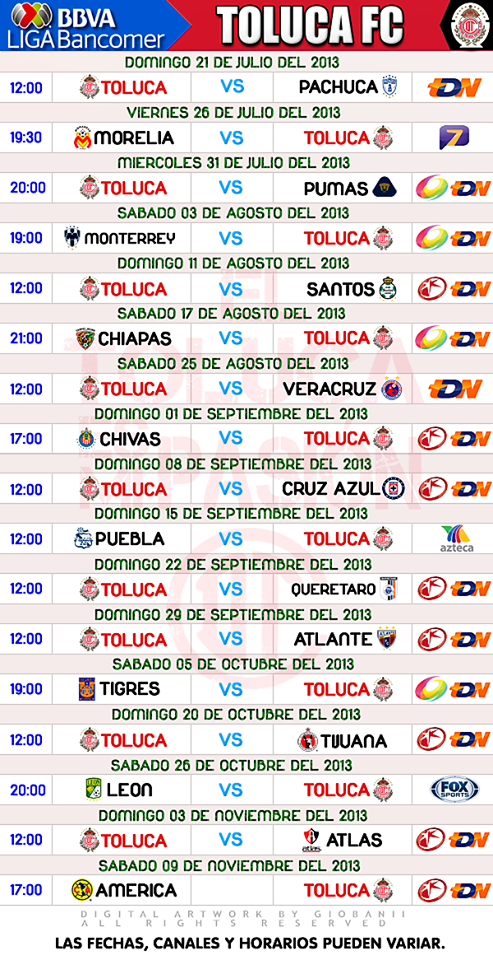 BBVA
LIGA Bancomer
TOLUCA FC
DOMINGO 21 DE JULIO DEL 2013
12:00 TOLUCA VS PACHUCA TDN
VIERNES 26 DE JULIO DEL 2013
19:30 MORELIA VS TOLUCA 7
MIERCOLES 31 DE JULIO DEL 2013
20:00 TOLUCA VS PUMAS TDN
SABADO 03 DE AGOSTO DEL 2013
19:00 MONTERREY VS TOLUCA TDN
DOMINGO 11 DE AGOSTO DEL 2013
12:00 TOLUCA VS SANTOS TDN
SABADO 17 DE AGOSTO DEL 2013
21:00 CHIAPAS VS TOLUCA TDN
SABADO 25 DE AGOSTO DEL 2013
12:00 TOLUCA VS VERACRUZ TDN
DOMINGO 01 DE SEPTIEMBRE DEL 2013
17:00 CHIVAS VS TOLUCA TDN
DOMINGO 08 DE SEPTIEMBRE DEL 2013
12:00 TOLUCA VS CRUZ AZUL TDN
DOMINGO 15 DE SEPTIEMBRE DEL 2013
12:00 PUEBLA VS TOLUCA azteca
DOMINGO 22 DE SEPTIEMBRE DEL 2013
12:00 TOLUCA VS QUERETARO TDN
DOMINGO 29 DE SEPTIEMBRE DEL 2013
12:00 TOLUCA VS ATLANTE TDN
SABADO 05 DE OCTUBRE DEL 2013
19:00 TIGRES VS TOLUCA TDN
DOMINGO 20 DE OCTUBRE DEL 2013
12:00 TOLUCA VS TIJUANA TDN
SABADO 26 DE OCTUBRE DEL 2013
20:00 LEON VS TOLUCA FOX SPORTS
DOMINGO 03 DE NOVIEMBRE DEL 2013
12:00 TOLUCA VS ATLAS TDN
SABADO 09 DE NOVIEMBRE DEL 2013
17:00 AMERICA TOLUCA TDN
DIGITAL ARTWORK BY GIOBANII
ALL RIGHTS RESERVED
LAS FECHAS, CANALES Y HORARIOS PUEDEN VARIAR.